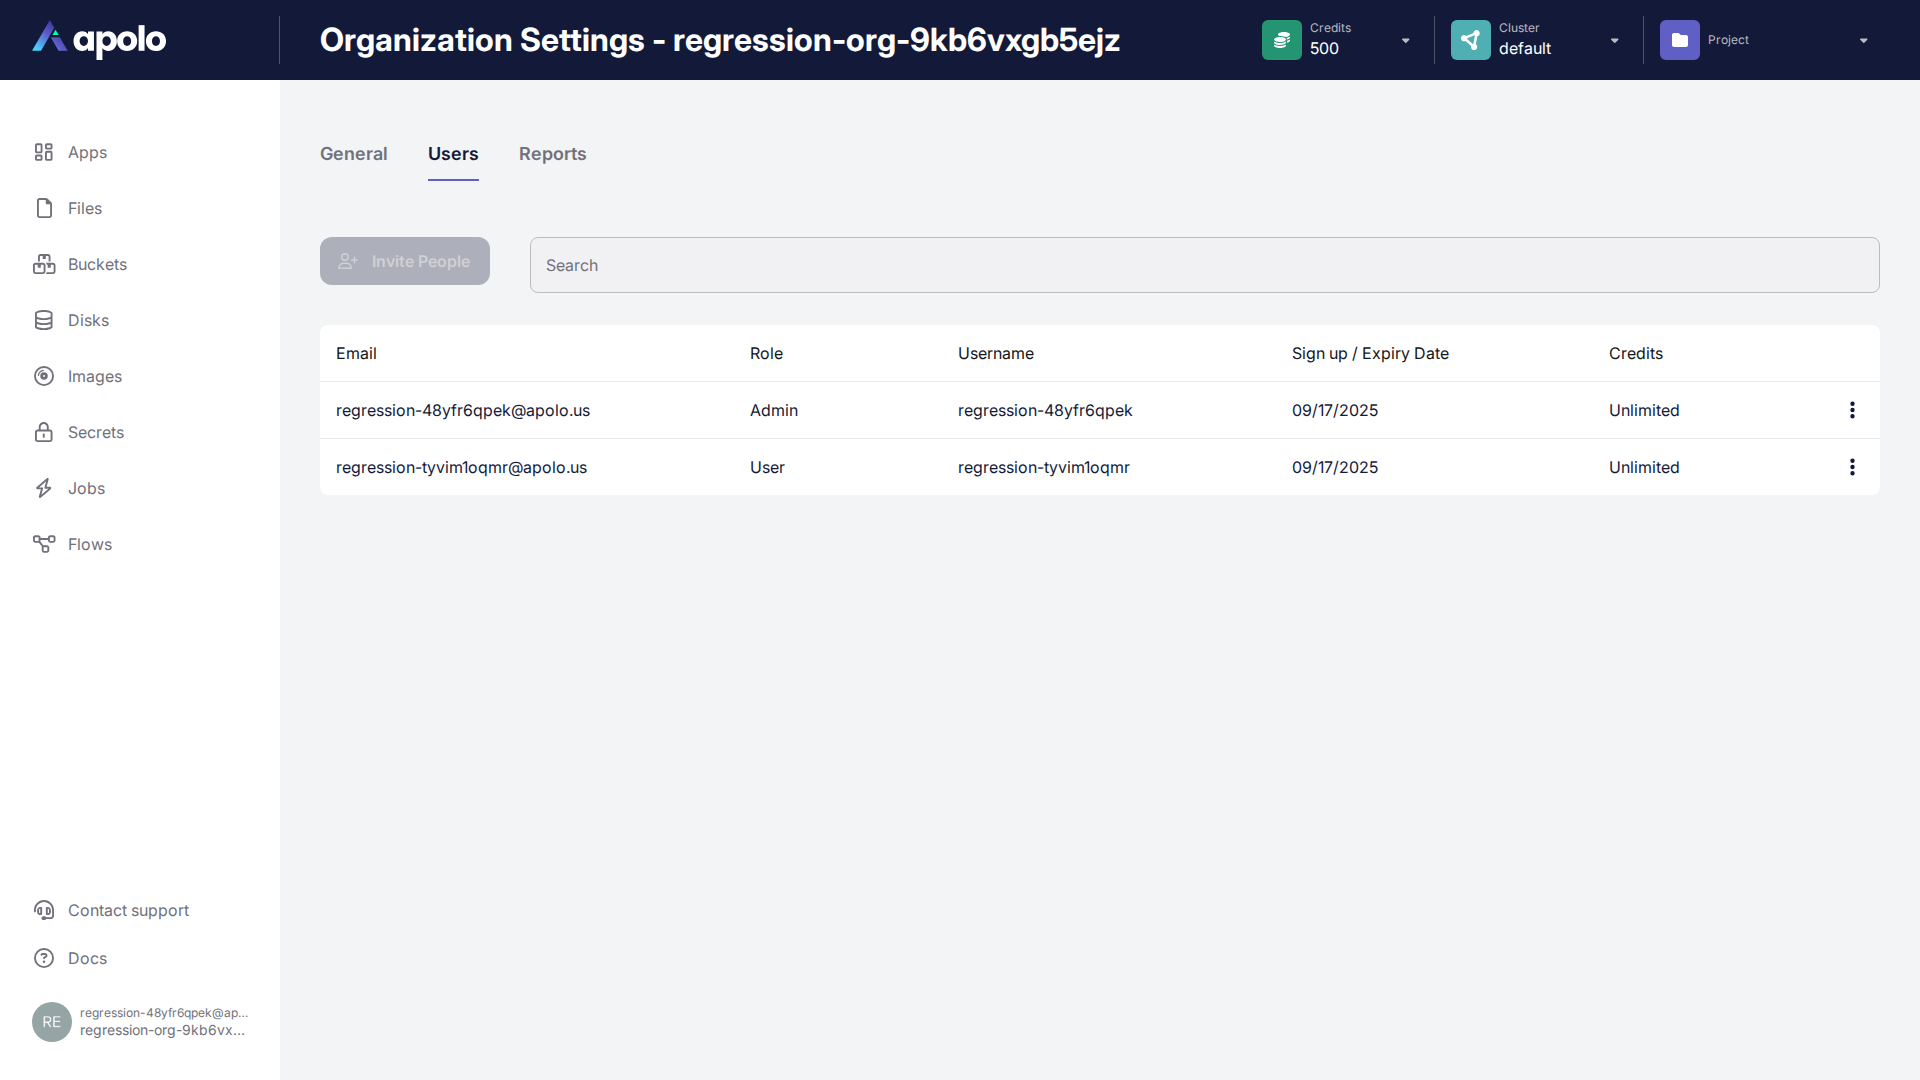 apolo
Organization Settings - regression-org-9kb6vxgb5ejz
Credits
500
Cluster
default
Project
Apps
Files
Buckets
Disks
Images
Secrets
Jobs
Flows
Contact support
Docs
RE
regression-48yfr6qpek@ap...
regression-org-9kb6vx...
General Users Reports
Invite People
Search
Email Role Username Sign up / Expiry Date Credits
regression-48yfr6qpek@apolo.us Admin regression-48yfr6qpek 09/17/2025 Unlimited
regression-tyvim1oqmr@apolo.us User regression-tyvim1oqmr 09/17/2025 Unlimited